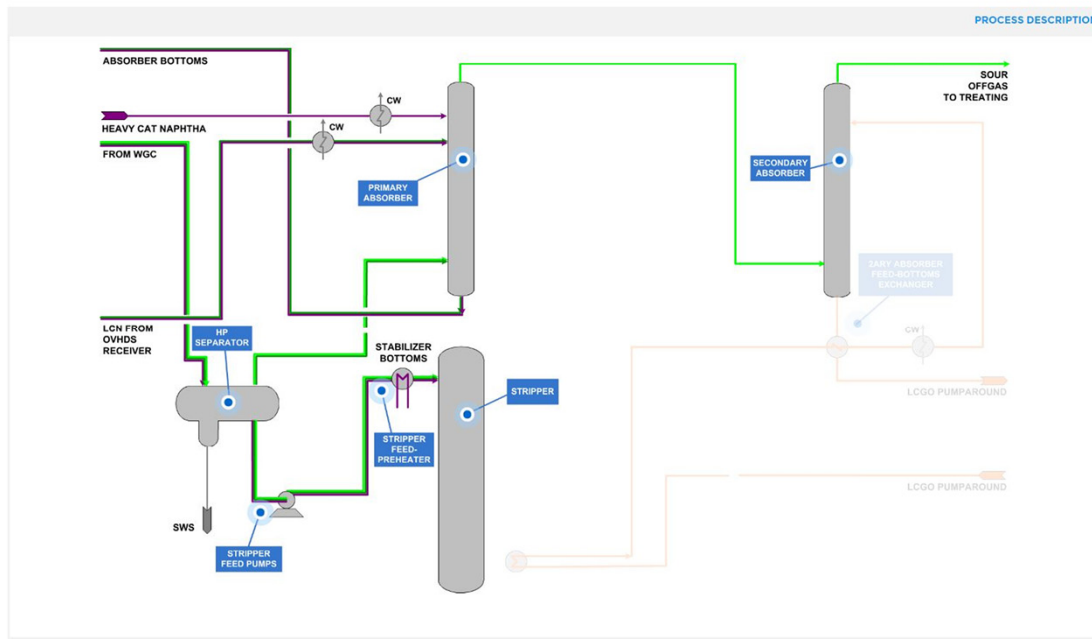 PROCESS DESCRIPTION
ABSORBER BOTTOMS
CW
HEAVY CAT NAPHTHA
CW
FROM WGC
SOUR
OFFGAS
TO TREATING
PRIMARY
ABSORBER
SECONDARY
ABSORBER
2ARY ABSORBER
FEED-BOTTOMS
EXCHANGER
LCN FROM
OVHDS
RECEIVER
HP
SEPARATOR
STABILIZER
BOTTOMS
CW
STRIPPER
LCGO PUMPAROUND
STRIPPER
FEED-
PREHEATER
LCGO PUMPAROUND
SWS
STRIPPER
FEED PUMPS